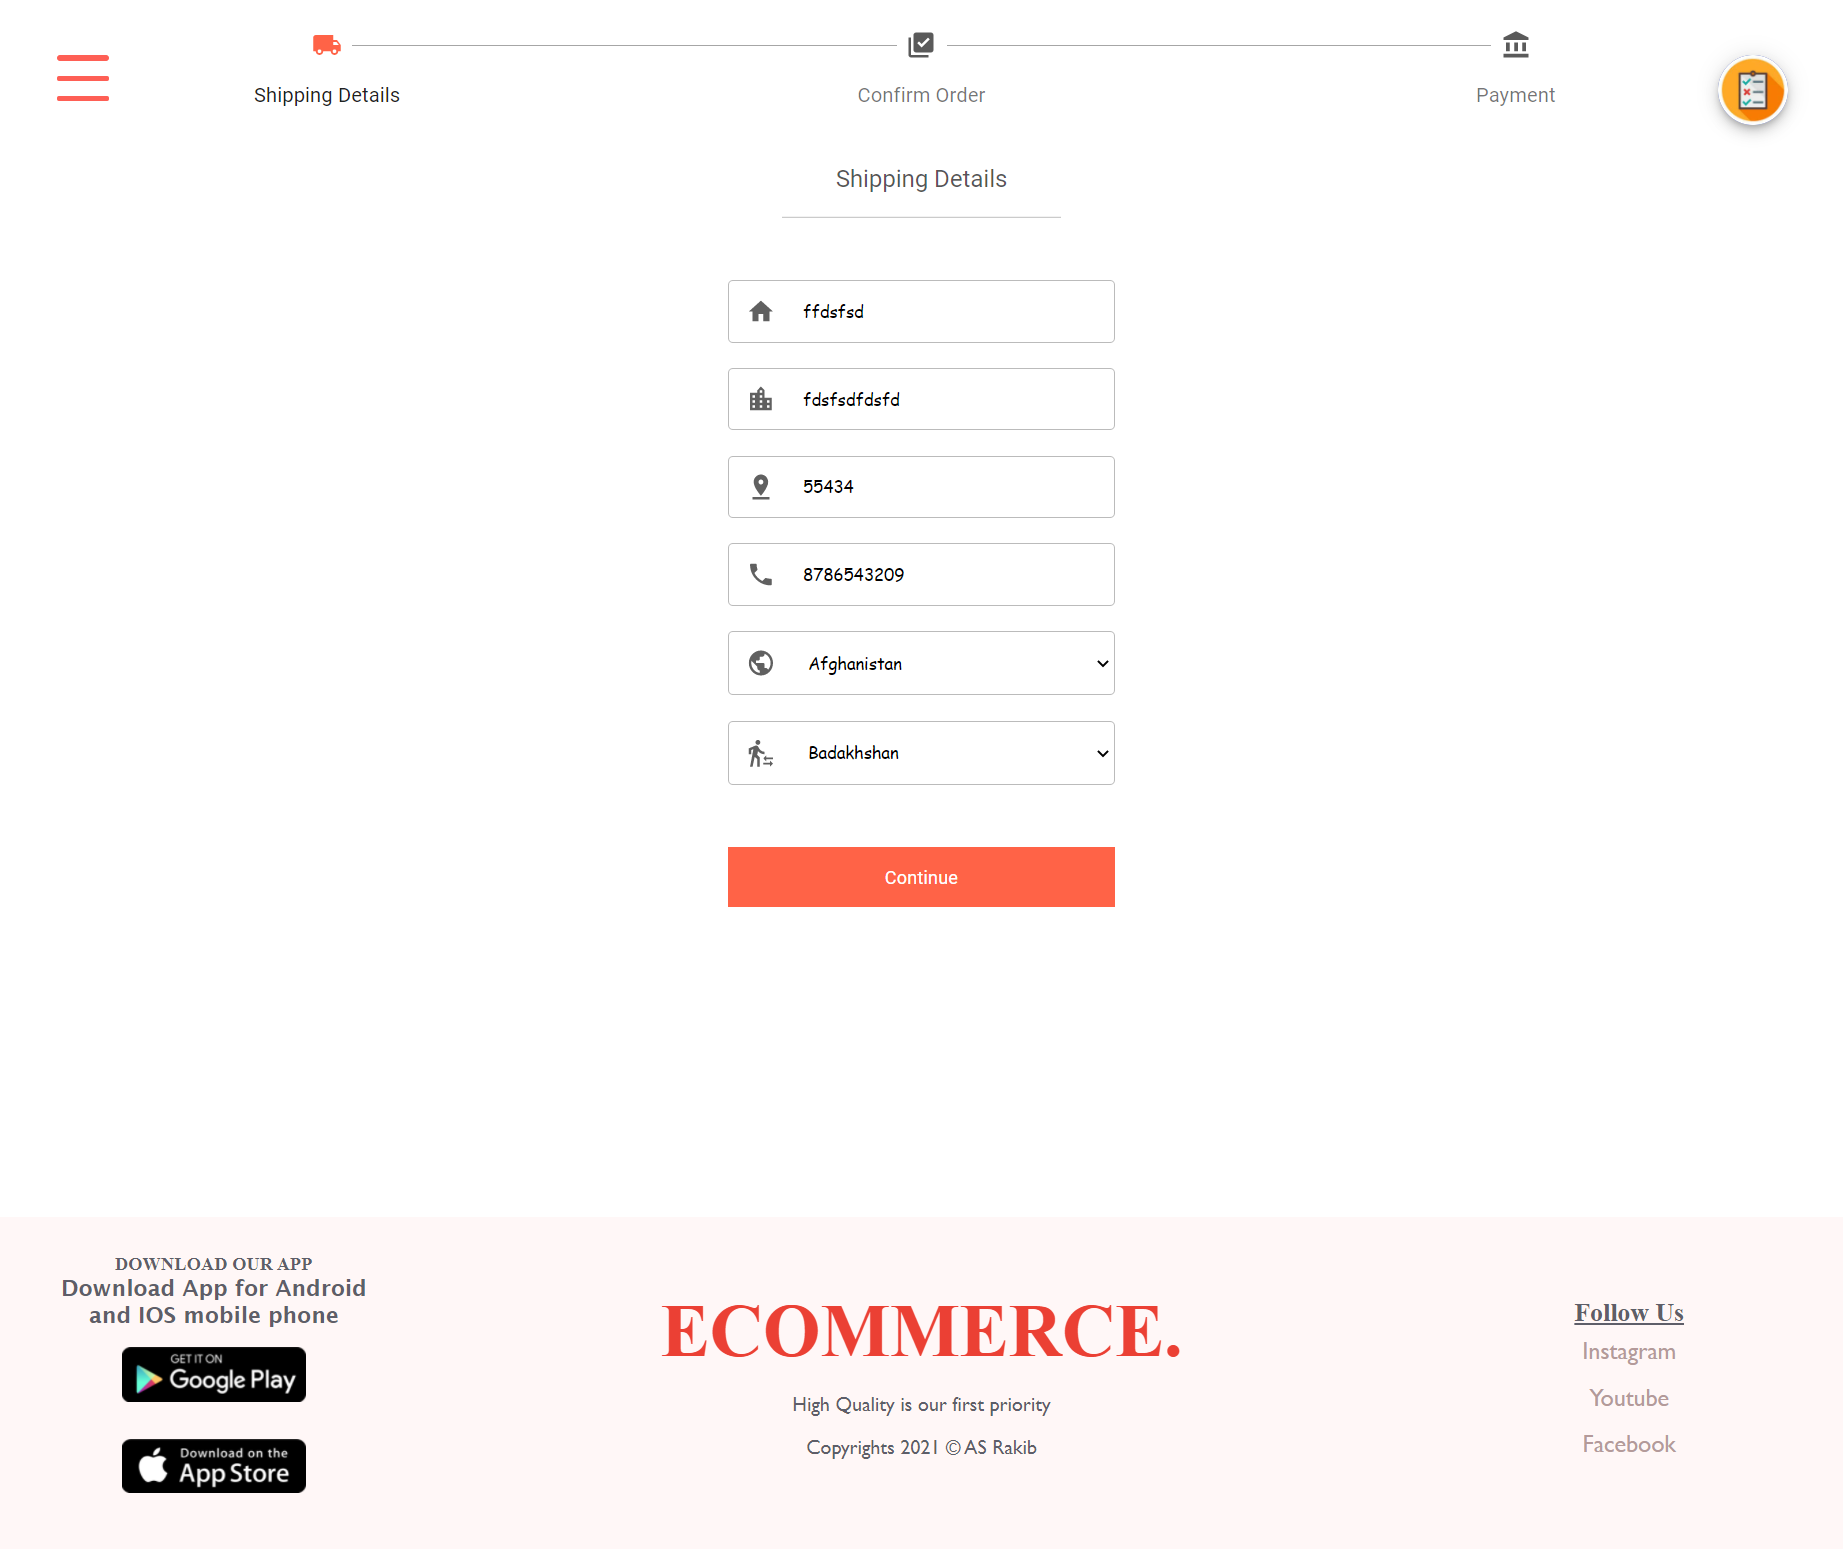 Shipping Details
Confirm Order
Payment
Shipping Details
ffdsfsd
fdsfsdfdsfd
55434
8786543209
Afghanistan
Badakhshan
Continue
DOWNLOAD OUR APP
Download App for Android
and IOS mobile phone
GET IT ON
Google Play
Download on the
App Store
ECOMMERCE.
High Quality is our first priority
Copyrights 2021 © AS Rakib
Follow Us
Instagram
Youtube
Facebook